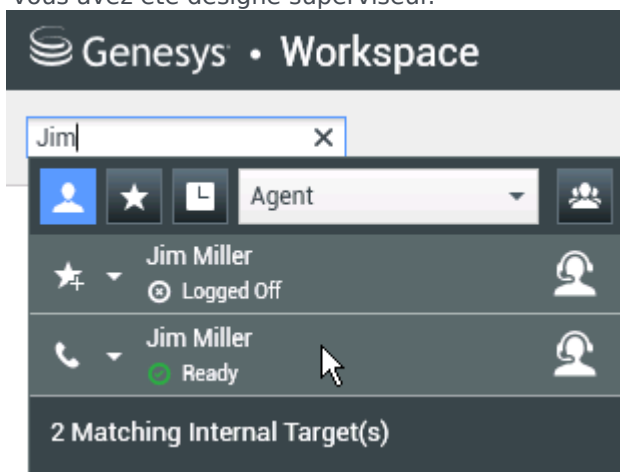 vous avez été désigné superviseur.
Genesys • Workspace
Jim
Agent
Jim Miller
Logged Off
Jim Miller
Ready
2 Matching Internal Target(s)